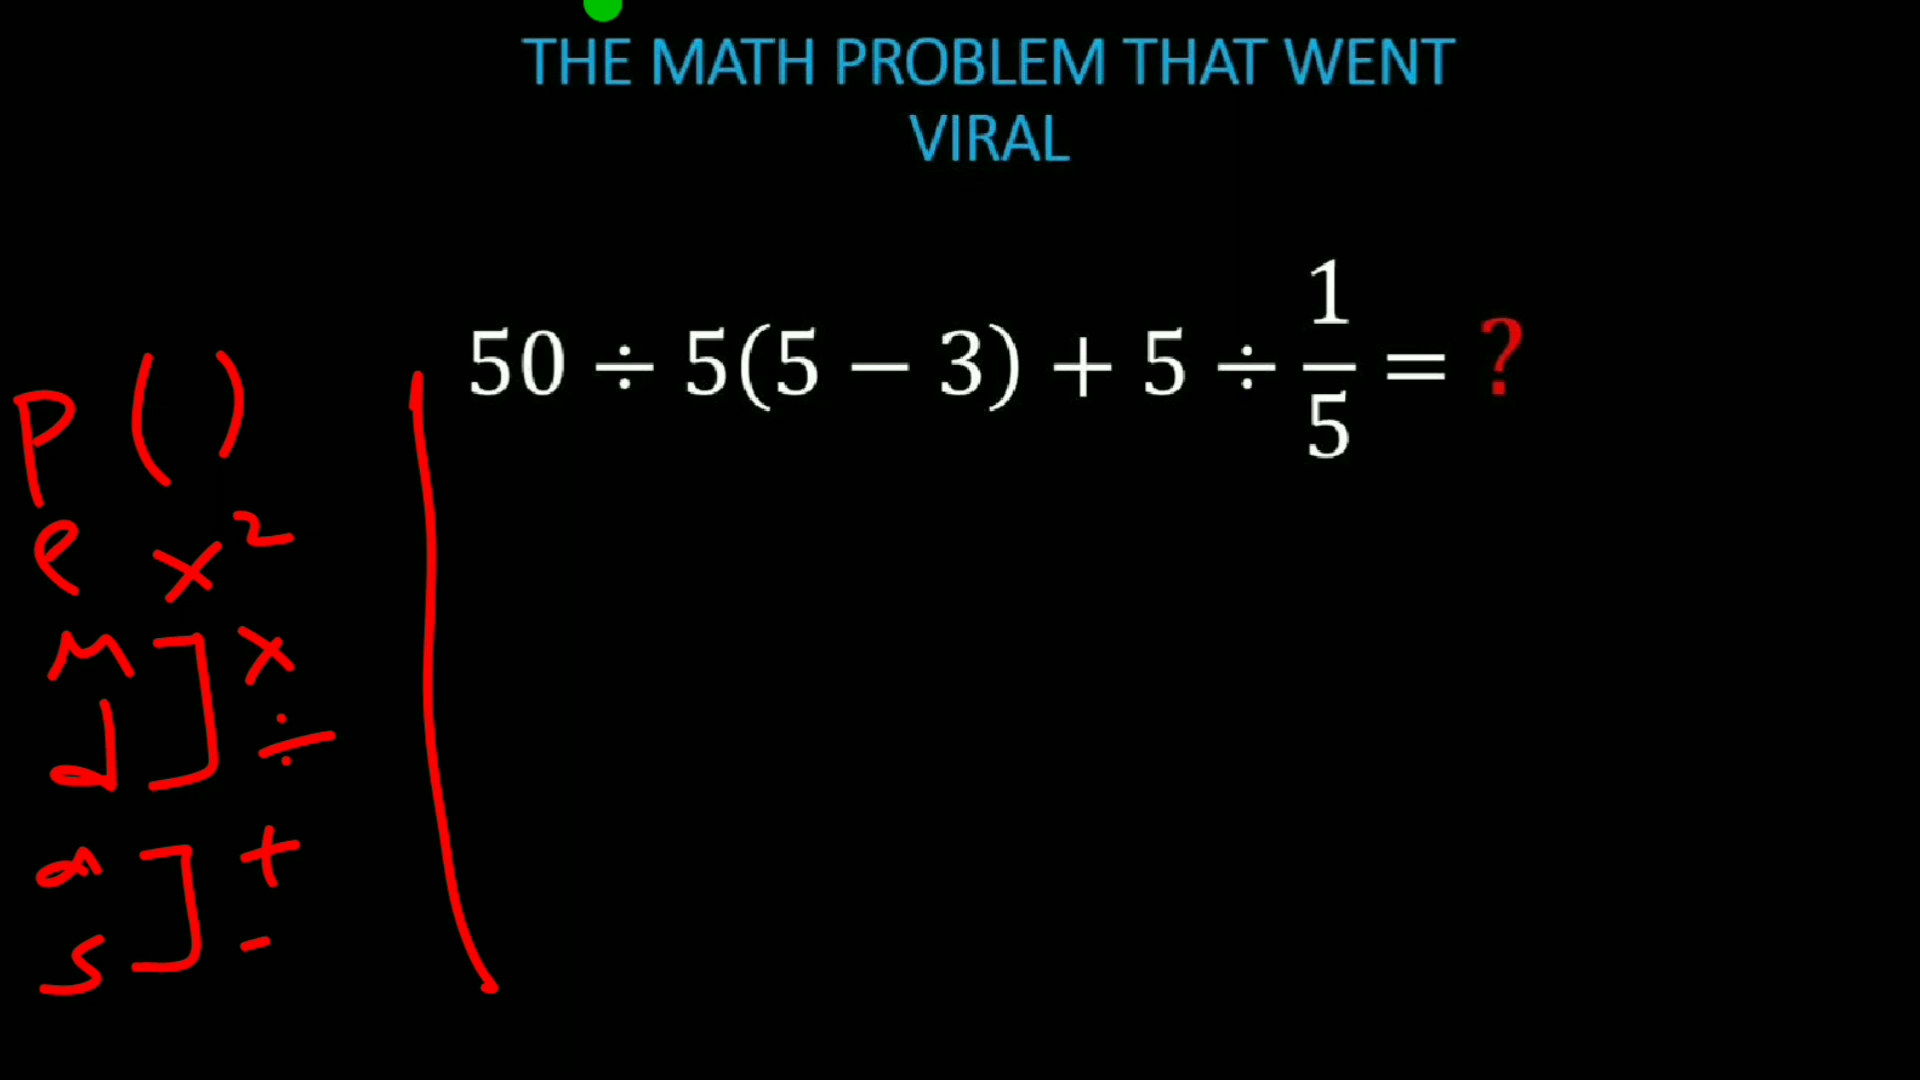 THE MATH PROBLEM THAT WENT
VIRAL
50 ÷ 5(5 − 3) + 5 ÷ 1/5 = ?
P ( )
e x²
m ] ×
d ] ÷
a ] +
s ] -